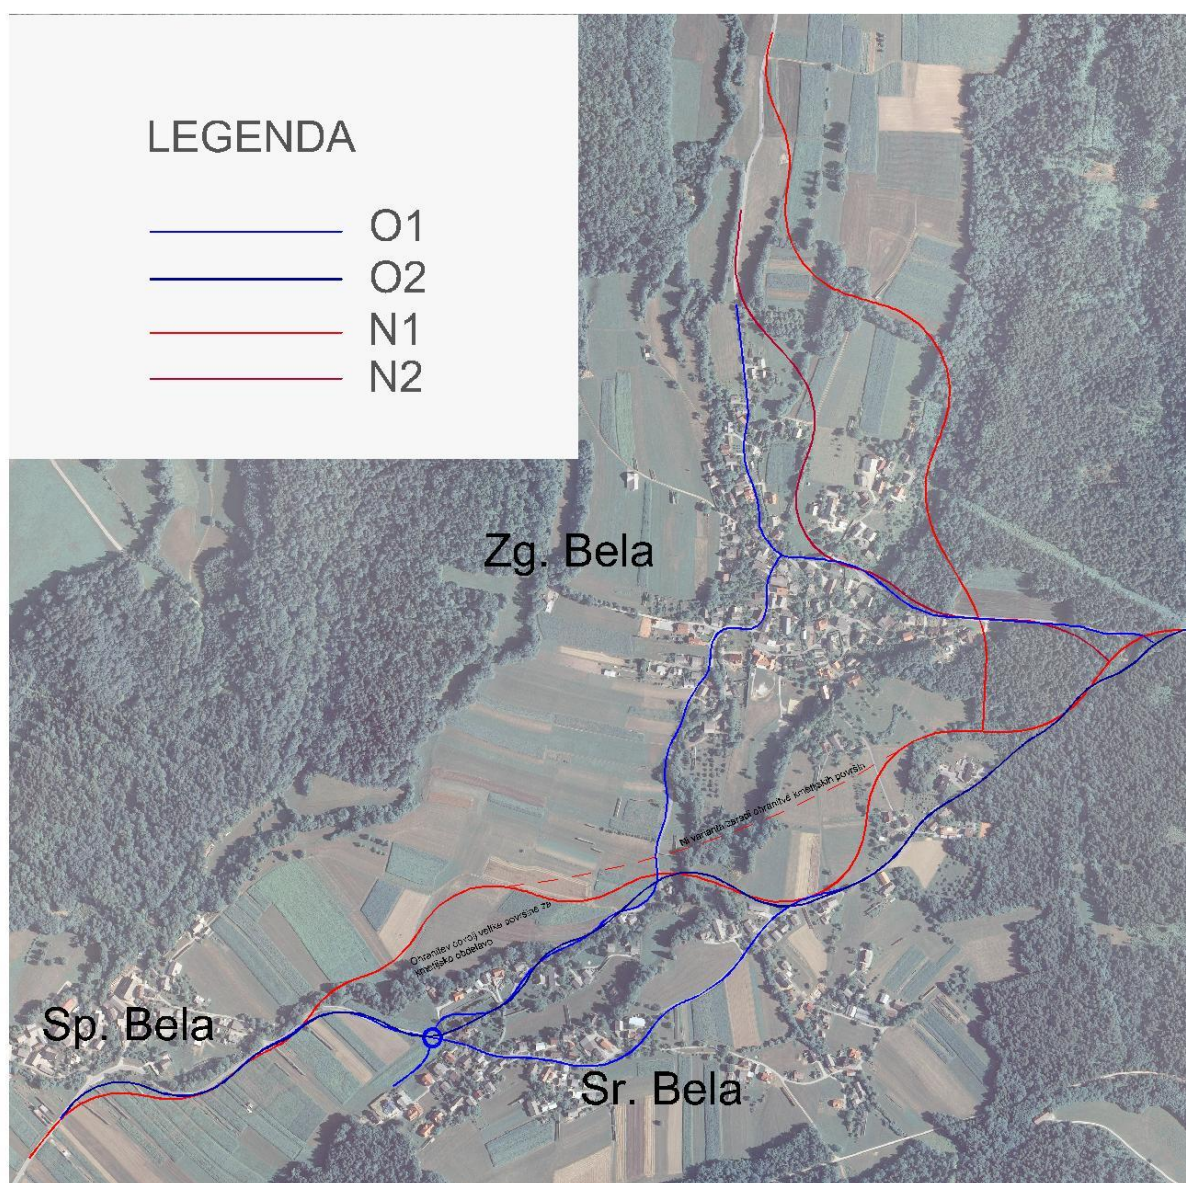 LEGENDA
O1
O2
N1
N2
Zg. Bela
Ni varianta zaradi ohranitve kmetijskih površin
Ohranitev dovolj velike površine za
kmetijsko obdelavo
Sp. Bela
Sr. Bela